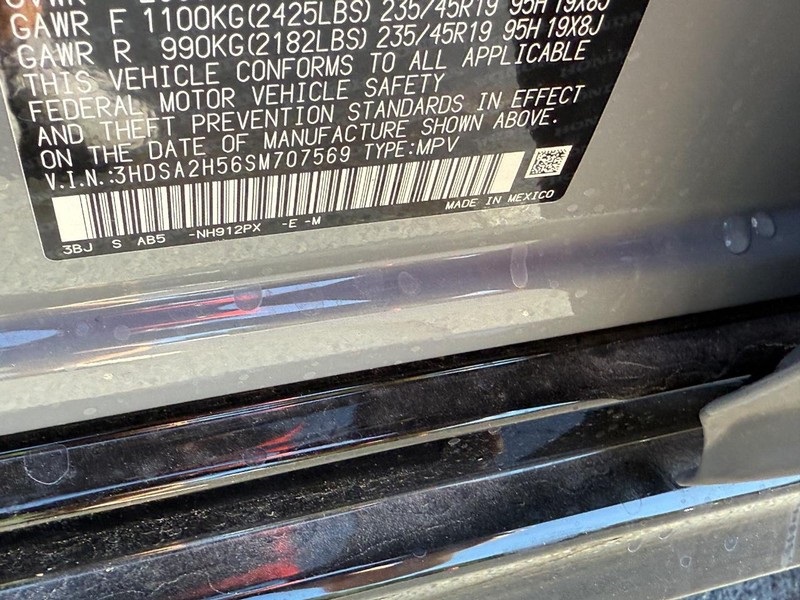 GAWR F 1100KG(2425LBS) 235/45R19 95H 19X8J
GAWR R 990KG(2182LBS) 235/45R19 95H 19X8J
THIS VEHICLE CONFORMS TO ALL APPLICABLE
FEDERAL MOTOR VEHICLE SAFETY
AND THEFT PREVENTION STANDARDS IN EFFECT
ON THE DATE OF MANUFACTURE SHOWN ABOVE.
V.I.N.:3HDSA2H56SM707569 TYPE:MPV
MADE IN MEXICO
3BJ S AB5 -NH912PX -E -M